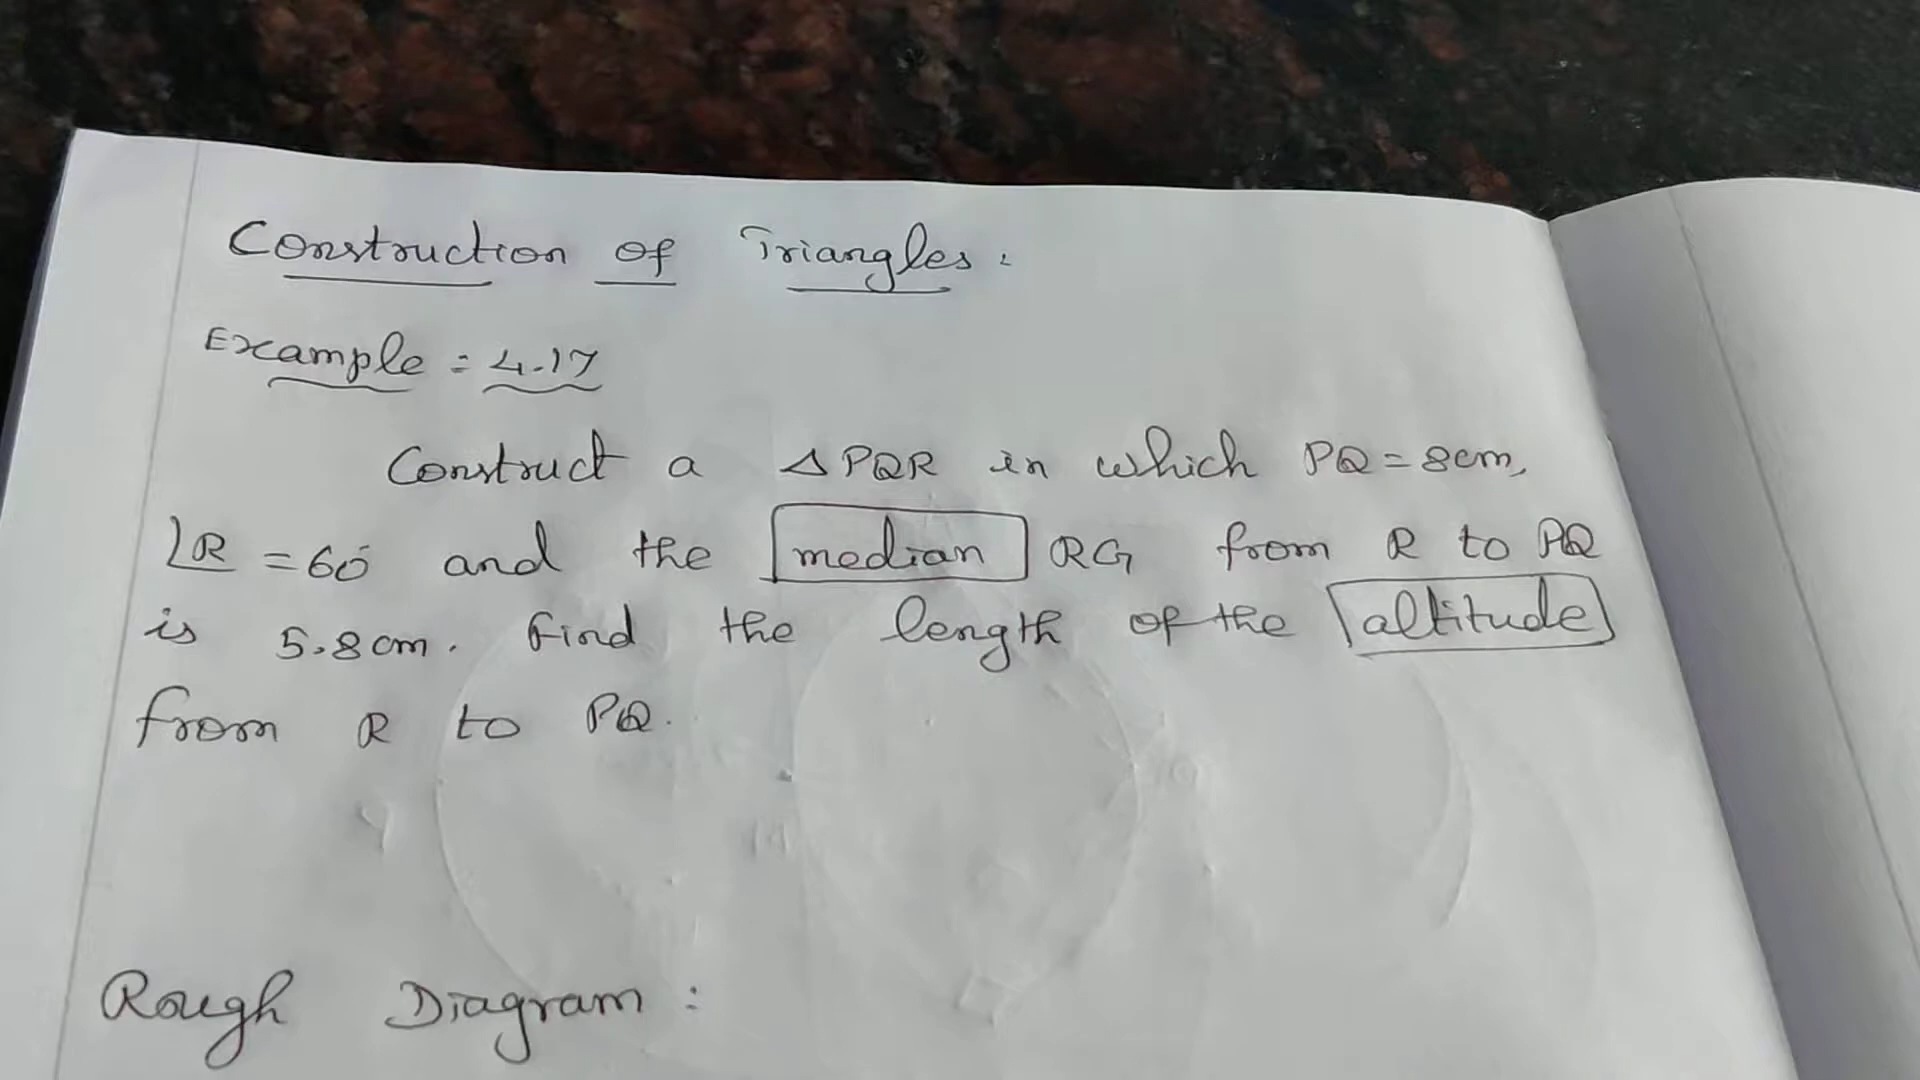 Construction of Triangles:
Example = 4.17
Construct a △PQR in which PQ = 8cm,
∠R = 60° and the median RG from R to PQ
is 5.8cm. Find the length of the altitude
from R to PQ.
Rough Diagram: